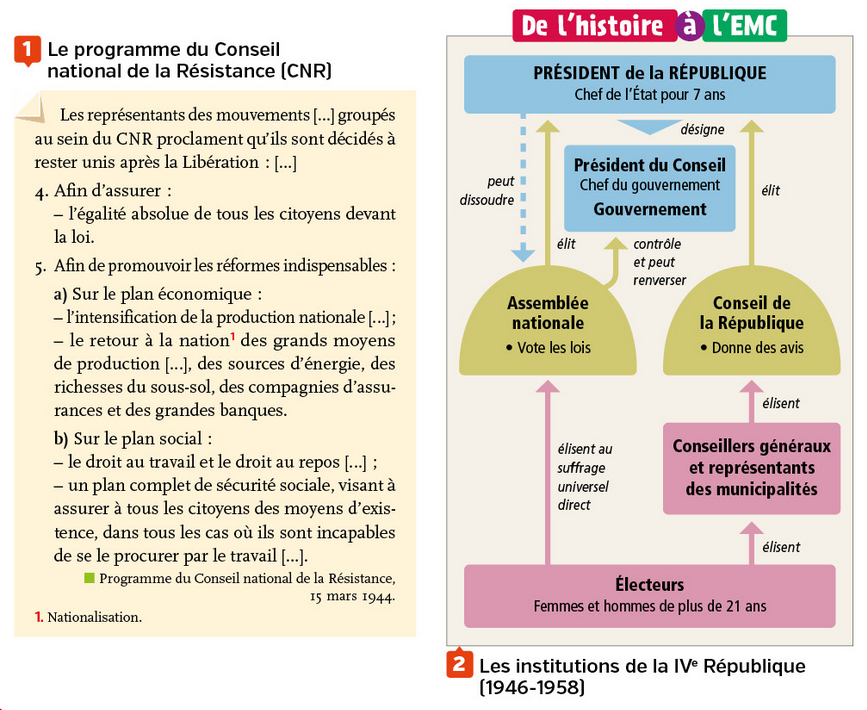 De l'histoire à l'EMC
1 Le programme du Conseil
national de la Résistance (CNR)
Les représentants des mouvements [...] groupés
au sein du CNR proclament qu'ils sont décidés à
rester unis après la Libération : [...]
4. Afin d'assurer :
– l'égalité absolue de tous les citoyens devant
la loi.
5. Afin de promouvoir les réformes indispensables :
a) Sur le plan économique :
– l'intensification de la production nationale [...] ;
– le retour à la nation1 des grands moyens
de production [...], des sources d'énergie, des
richesses du sous-sol, des compagnies d'assu-
rances et des grandes banques.
b) Sur le plan social :
– le droit au travail et le droit au repos [...] ;
– un plan complet de sécurité sociale, visant à
assurer à tous les citoyens des moyens d'exis-
tence, dans tous les cas où ils sont incapables
de se le procurer par le travail [...].
Programme du Conseil national de la Résistance,
15 mars 1944.
1. Nationalisation.
PRÉSIDENT de la RÉPUBLIQUE
Chef de l'État pour 7 ans
désigne
peut
dissoudre
Président du Conseil
Chef du gouvernement
Gouvernement
élit
élit
contrôle
et peut
renverser
Assemblée
nationale
• Vote les lois
Conseil de
la République
• Donne des avis
élisent
élisent au
suffrage
universel
direct
Conseillers généraux
et représentants
des municipalités
élisent
Électeurs
Femmes et hommes de plus de 21 ans
2 Les institutions de la IVe République
(1946-1958)